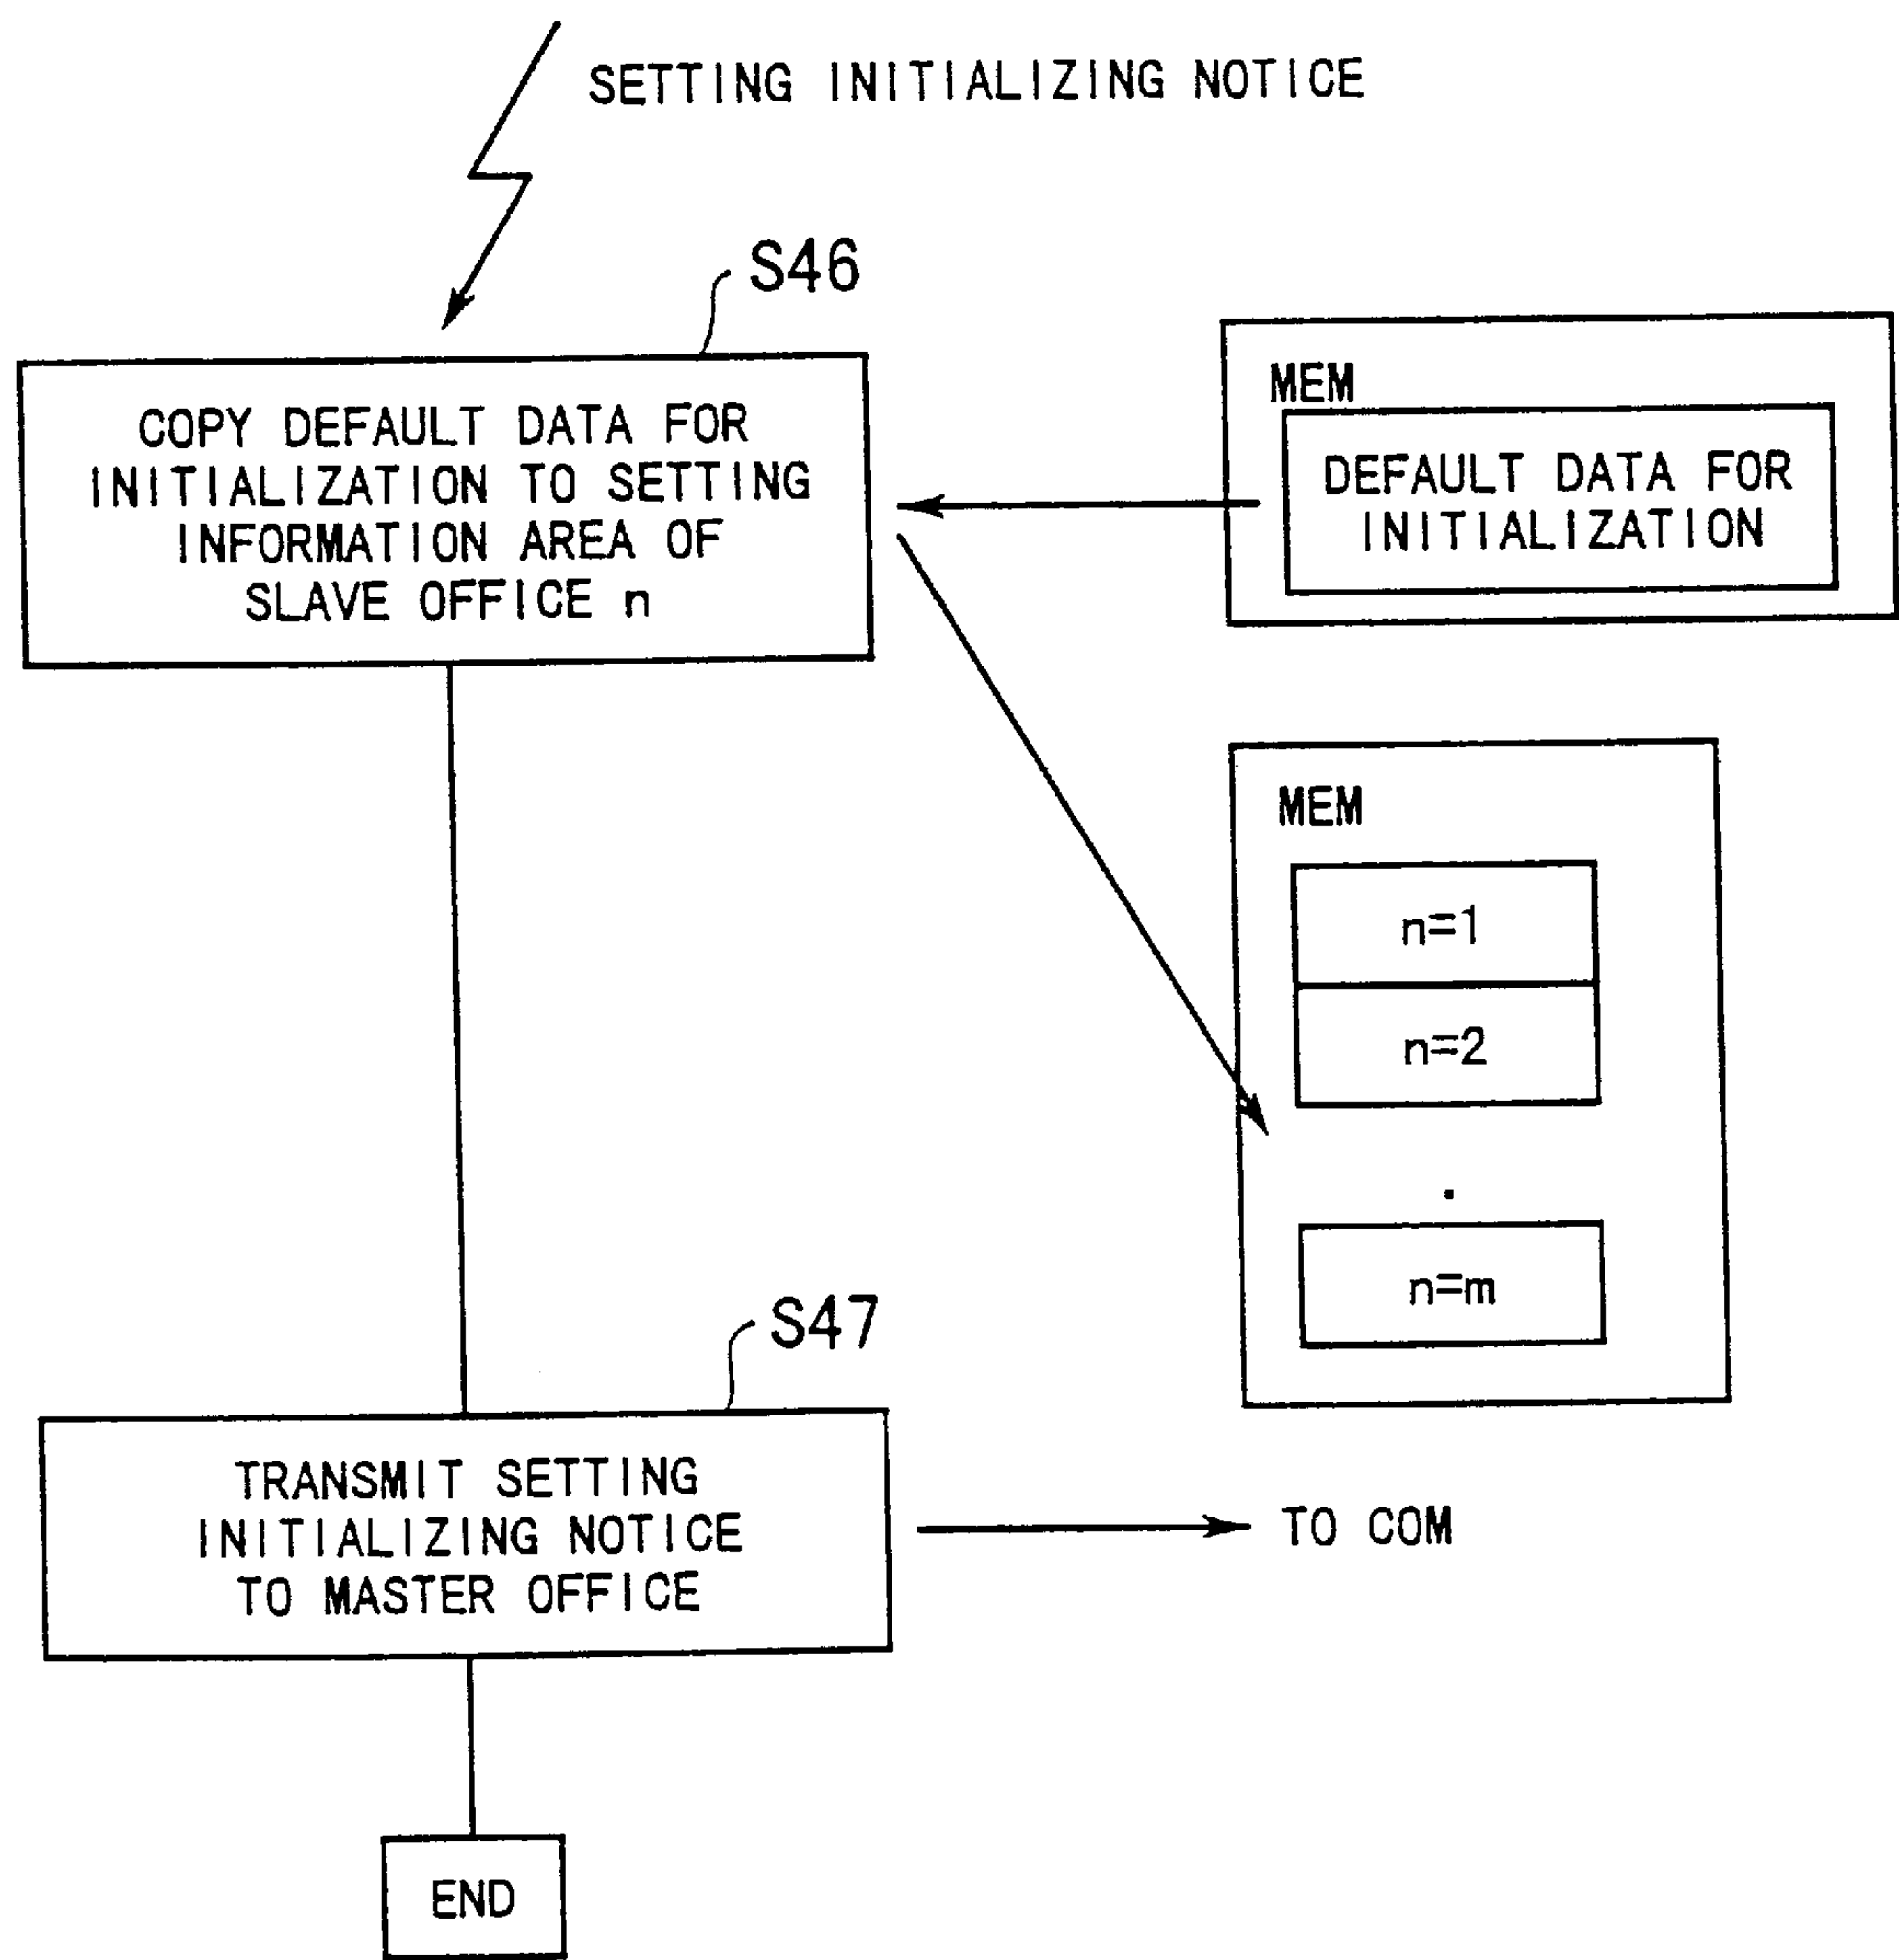 SETTING INITIALIZING NOTICE
S46
COPY DEFAULT DATA FOR
INITIALIZATION TO SETTING
INFORMATION AREA OF
SLAVE OFFICE n
MEM
DEFAULT DATA FOR
INITIALIZATION
MEM
n=1
n=2
.
n=m
S47
TRANSMIT SETTING
INITIALIZING NOTICE
TO MASTER OFFICE
TO COM
END